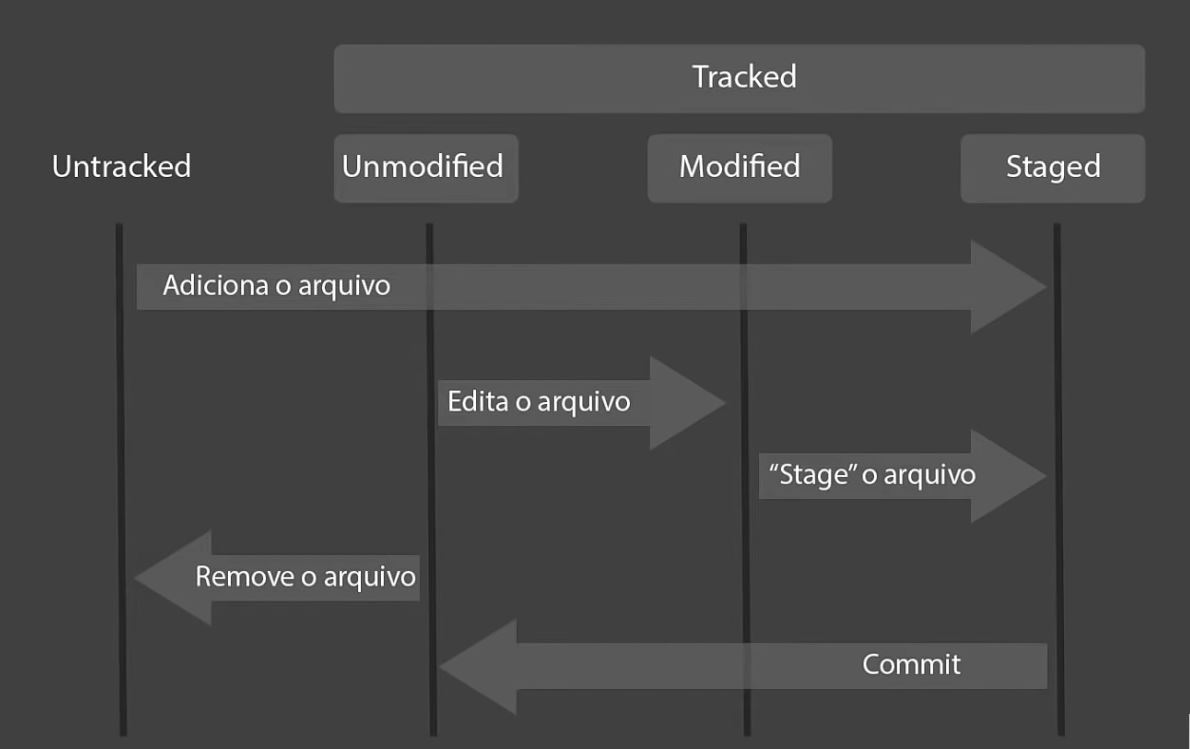 Tracked
Untracked
Unmodified
Modified
Staged
Adiciona o arquivo
Edita o arquivo
“Stage” o arquivo
Remove o arquivo
Commit